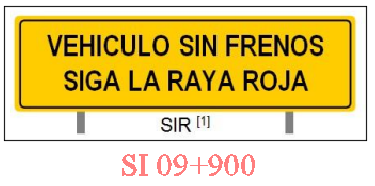 VEHICULO SIN FRENOS
SIGA LA RAYA ROJA
SIR [1]
SI 09+900